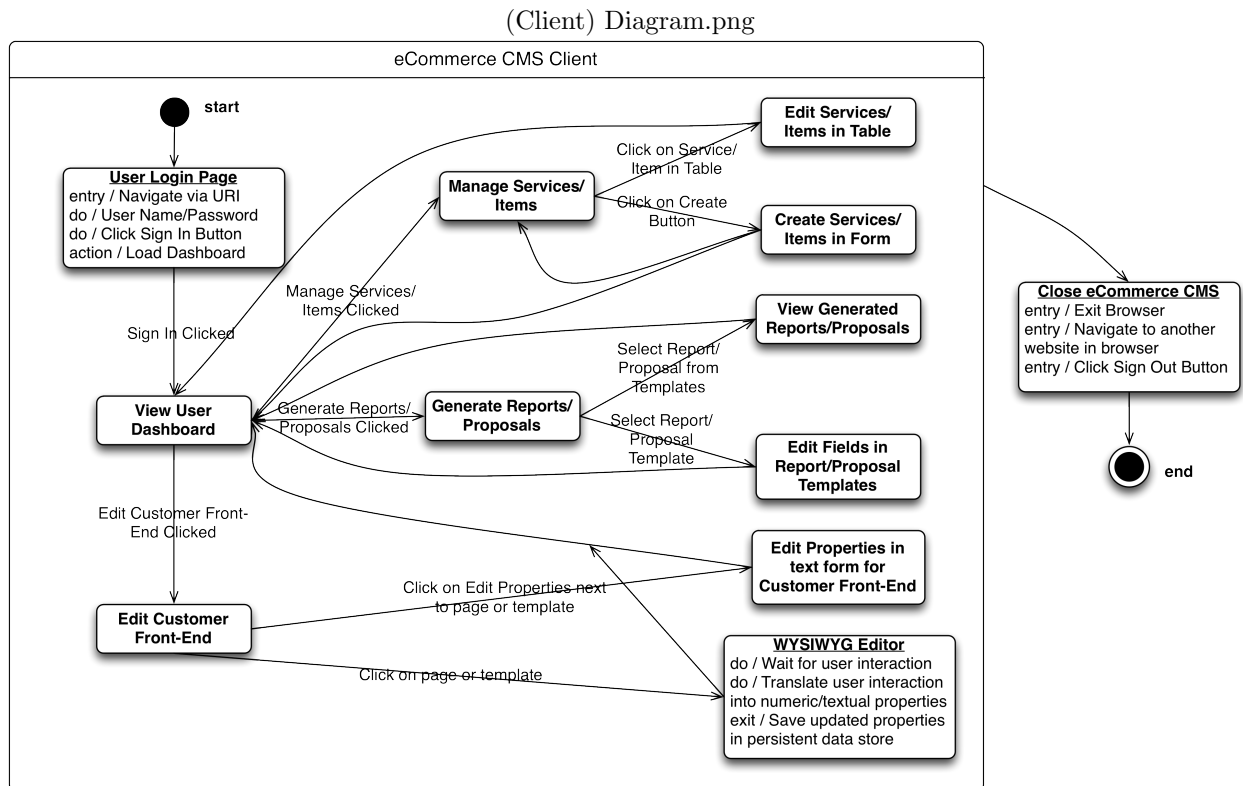 (Client) Diagram.png
eCommerce CMS Client
start
User Login Page
entry / Navigate via URI
do / User Name/Password
do / Click Sign In Button
action / Load Dashboard
Edit Services/
Items in Table
Click on Service/
Item in Table
Manage Services/
Items
Click on Create
Button
Create Services/
Items in Form
Manage Services/
Items Clicked
Sign In Clicked
View Generated
Reports/Proposals
Close eCommerce CMS
entry / Exit Browser
entry / Navigate to another
website in browser
entry / Click Sign Out Button
Select Report/
Proposal from
Templates
View User
Dashboard
Generate Reports/
Proposals Clicked
Generate Reports/
Proposals
Select Report/
Proposal
Template
Edit Fields in
Report/Proposal
Templates
end
Edit Customer Front-
End Clicked
Edit Properties in
text form for
Customer Front-End
Click on Edit Properties next
to page or template
Edit Customer
Front-End
Click on page or template
WYSIWYG Editor
do / Wait for user interaction
do / Translate user interaction
into numeric/textual properties
exit / Save updated properties
in persistent data store